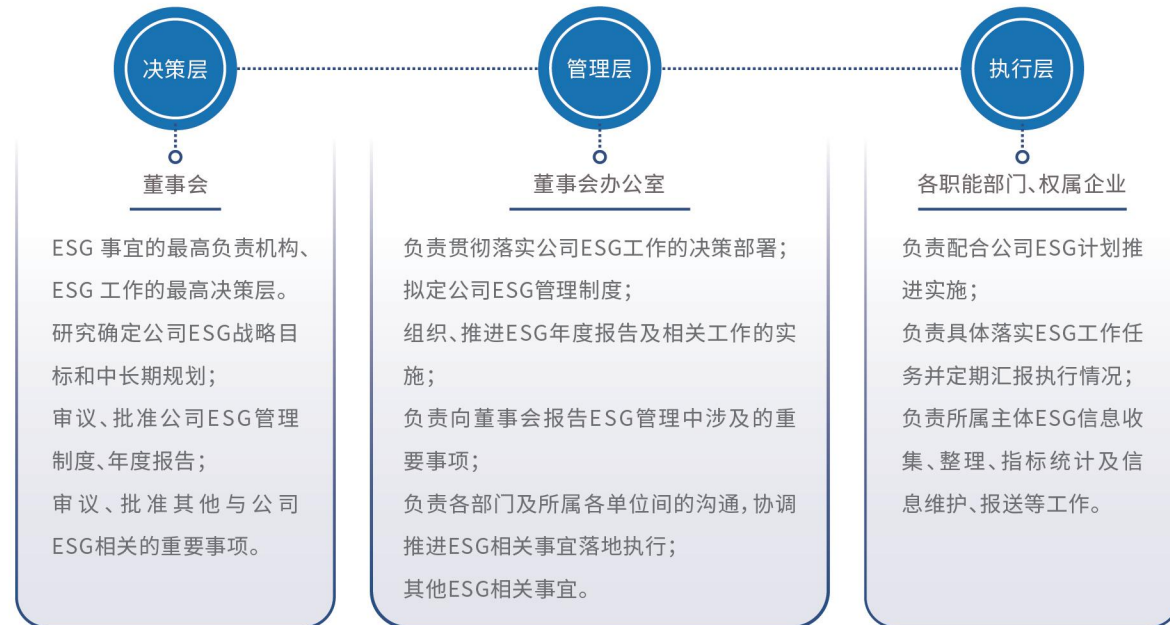 决策层
管理层
执行层
董事会
ESG 事宜的最高负责机构、
ESG 工作的最高决策层。
研究确定公司ESG战略目
标和中长期规划；
审议、批准公司ESG管理
制度、年度报告；
审议、批准其他与公司
ESG相关的重要事项。
董事会办公室
负责贯彻落实公司ESG工作的决策部署；
拟定公司ESG管理制度；
组织、推进ESG年度报告及相关工作的实
施；
负责向董事会报告ESG管理中涉及的重
要事项；
负责各部门及所属各单位间的沟通，协调
推进ESG相关事宜落地执行；
其他ESG相关事宜。
各职能部门、权属企业
负责配合公司ESG计划推
进实施；
负责具体落实ESG工作任
务并定期汇报执行情况；
负责所属主体ESG信息收
集、整理、指标统计及信
息维护、报送等工作。